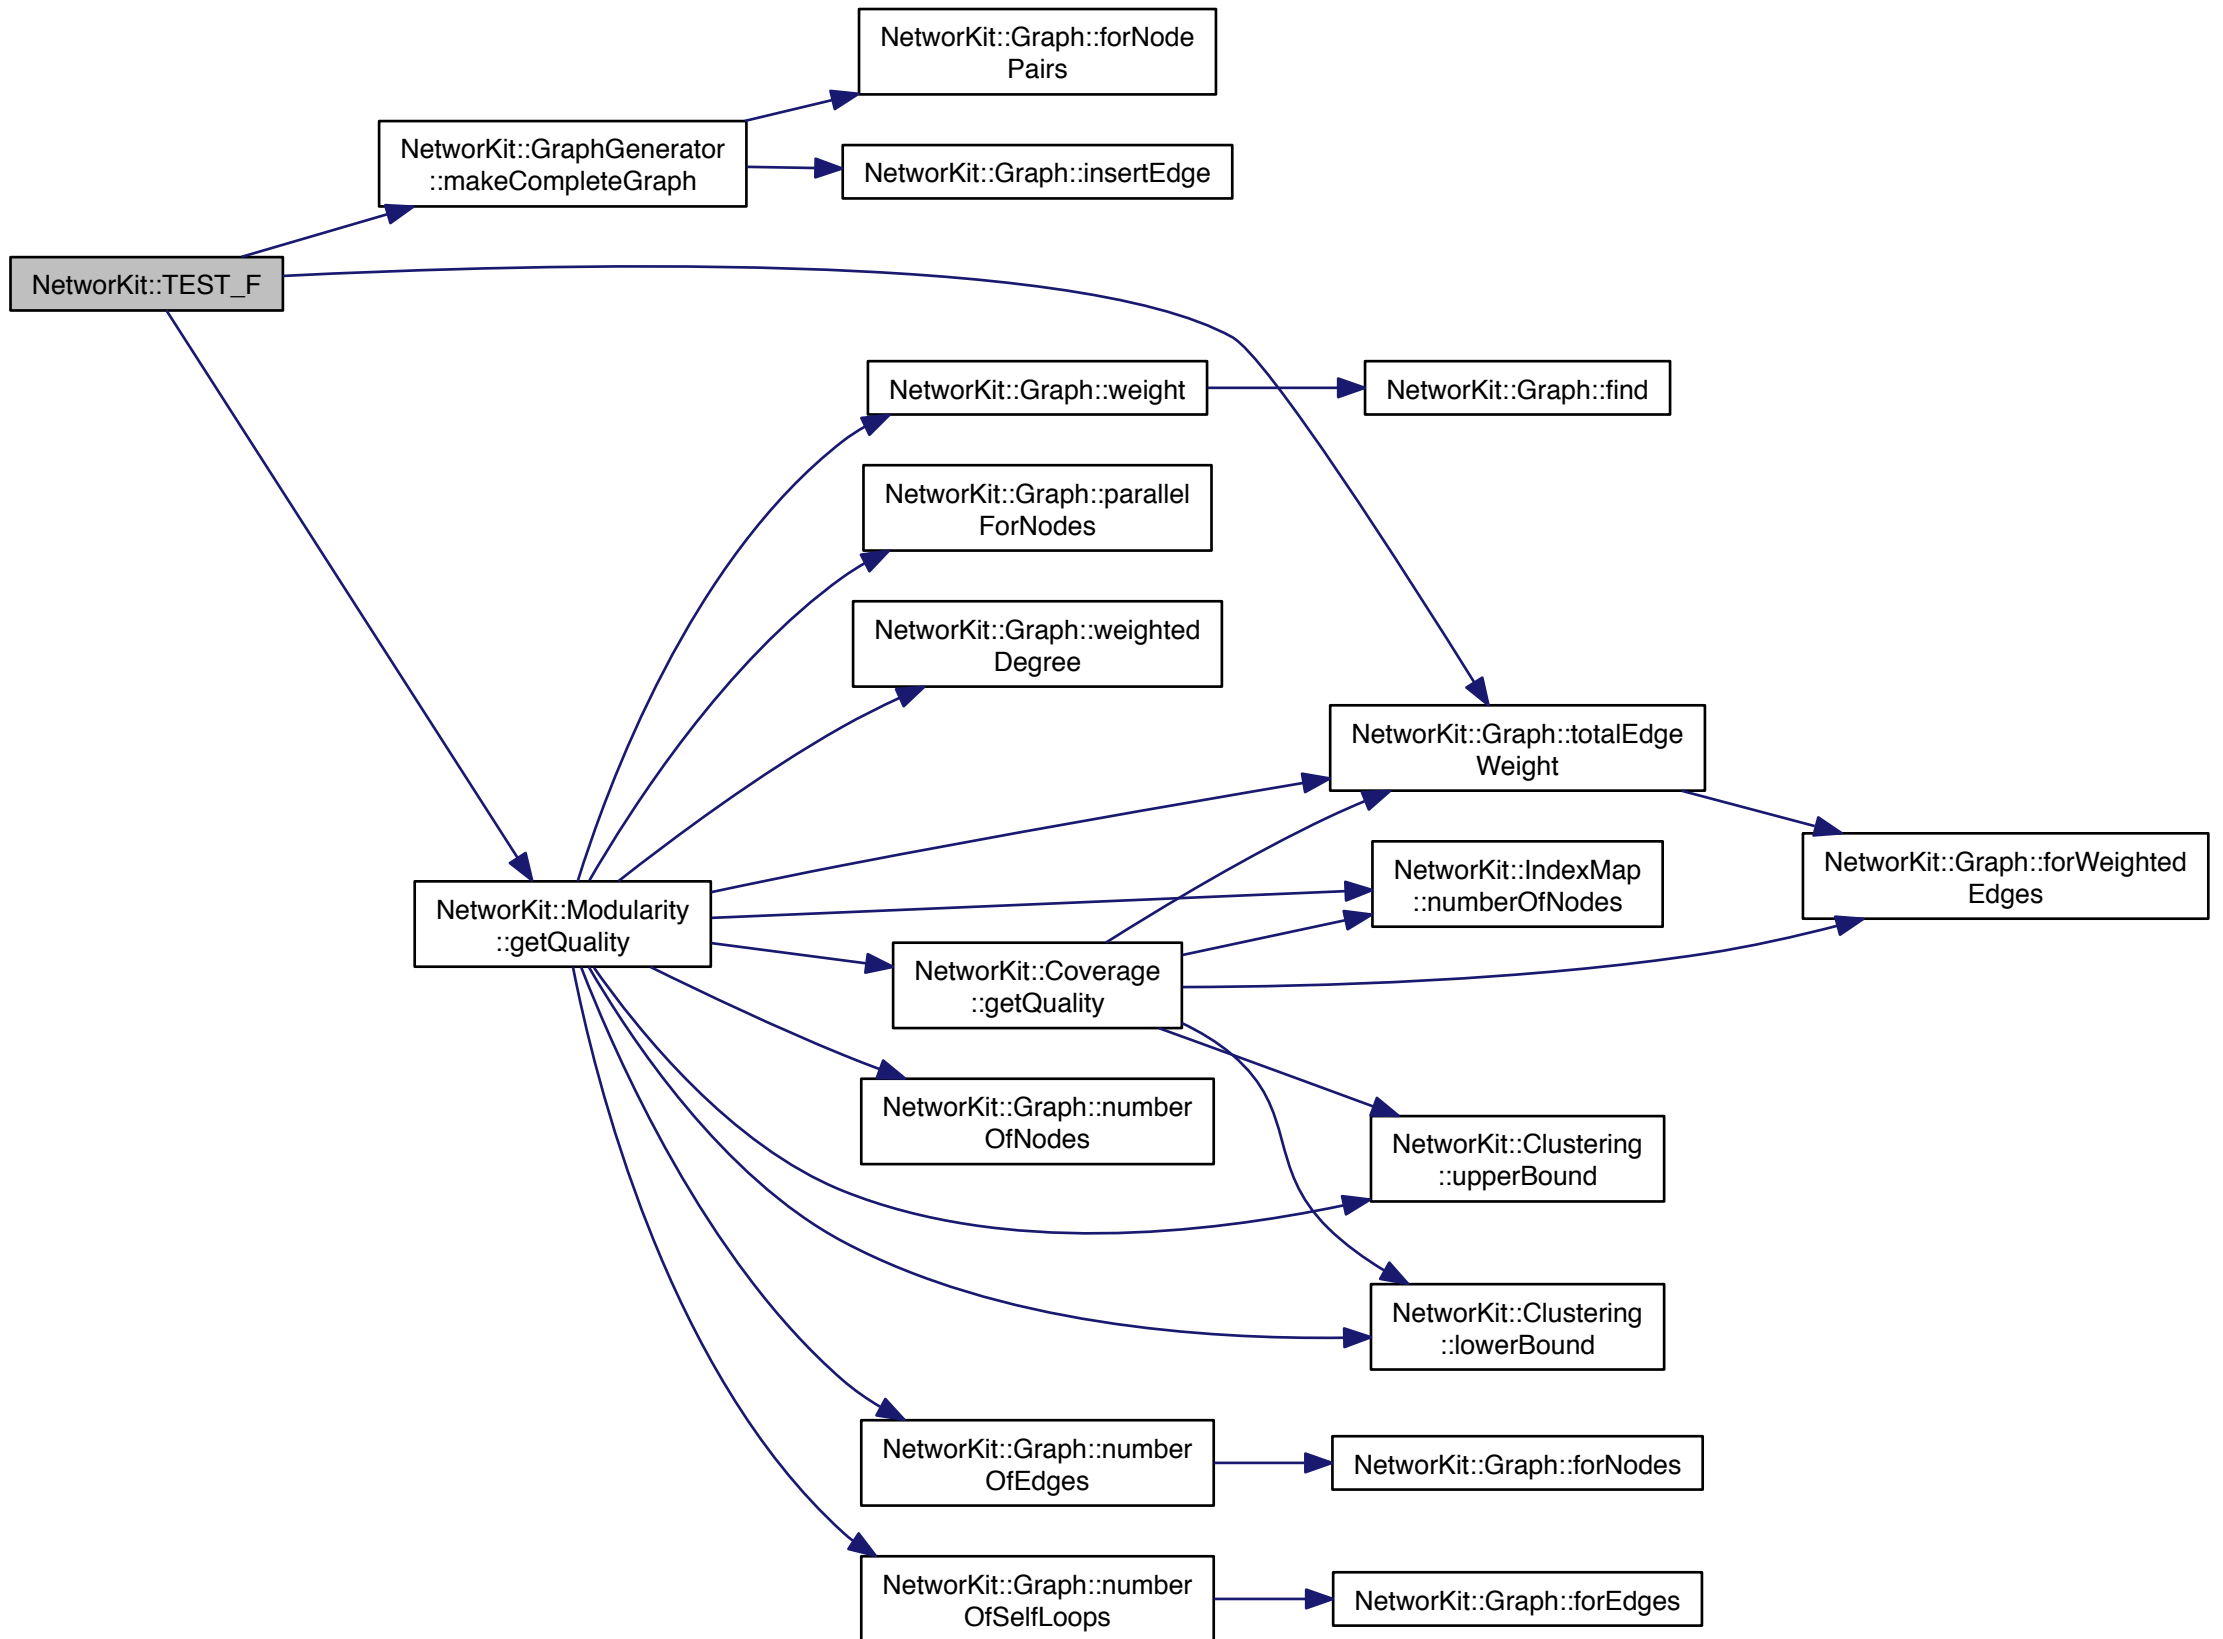 NetworKit::Graph::forNode
Pairs
NetworKit::GraphGenerator
::makeCompleteGraph
NetworKit::Graph::insertEdge
NetworKit::TEST_F
NetworKit::Graph::weight
NetworKit::Graph::find
NetworKit::Graph::parallel
ForNodes
NetworKit::Graph::weighted
Degree
NetworKit::Graph::totalEdge
Weight
NetworKit::IndexMap
::numberOfNodes
NetworKit::Graph::forWeighted
Edges
NetworKit::Modularity
::getQuality
NetworKit::Coverage
::getQuality
NetworKit::Graph::number
OfNodes
NetworKit::Clustering
::upperBound
NetworKit::Clustering
::lowerBound
NetworKit::Graph::number
OfEdges
NetworKit::Graph::forNodes
NetworKit::Graph::number
OfSelfLoops
NetworKit::Graph::forEdges